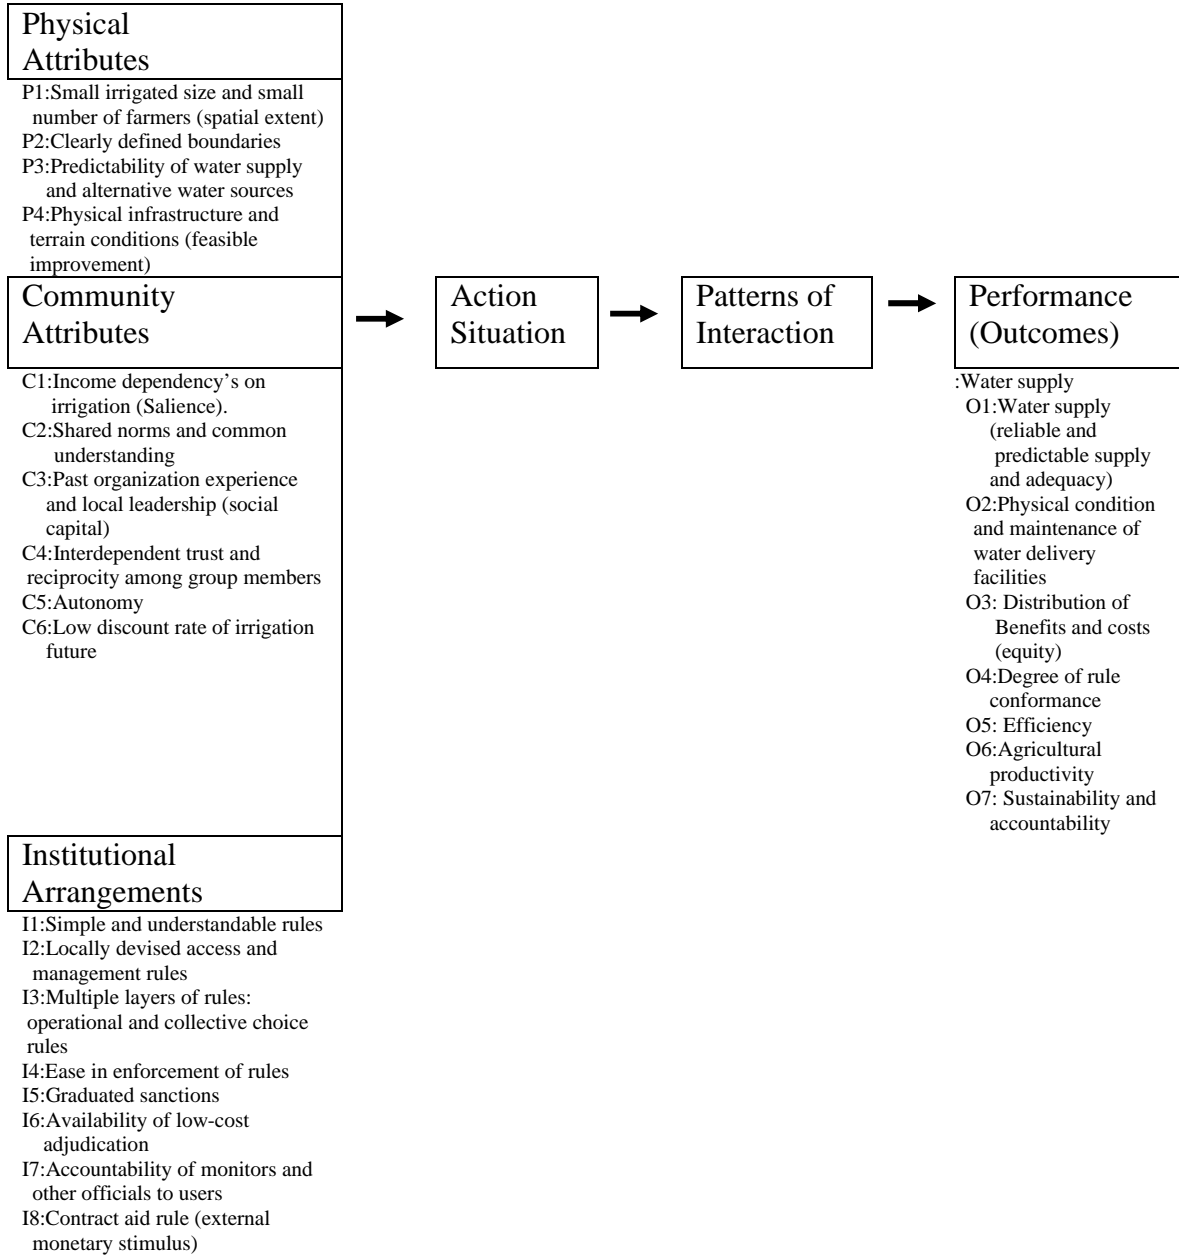 Physical
Attributes
P1:Small irrigated size and small
number of farmers (spatial extent)
P2:Clearly defined boundaries
P3:Predictability of water supply
and alternative water sources
P4:Physical infrastructure and
terrain conditions (feasible
improvement)
Community
Attributes
C1:Income dependency’s on
irrigation (Salience).
C2:Shared norms and common
understanding
C3:Past organization experience
and local leadership (social
capital)
C4:Interdependent trust and
reciprocity among group members
C5:Autonomy
C6:Low discount rate of irrigation
future
Institutional
Arrangements
I1:Simple and understandable rules
I2:Locally devised access and
management rules
I3:Multiple layers of rules:
operational and collective choice
rules
I4:Ease in enforcement of rules
I5:Graduated sanctions
I6:Availability of low-cost
adjudication
I7:Accountability of monitors and
other officials to users
I8:Contract aid rule (external
monetary stimulus)
Action
Situation
Patterns of
Interaction
Performance
(Outcomes)
:Water supply
O1:Water supply
(reliable and
predictable supply
and adequacy)
O2:Physical condition
and maintenance of
water delivery
facilities
O3: Distribution of
Benefits and costs
(equity)
O4:Degree of rule
conformance
O5: Efficiency
O6:Agricultural
productivity
O7: Sustainability and
accountability